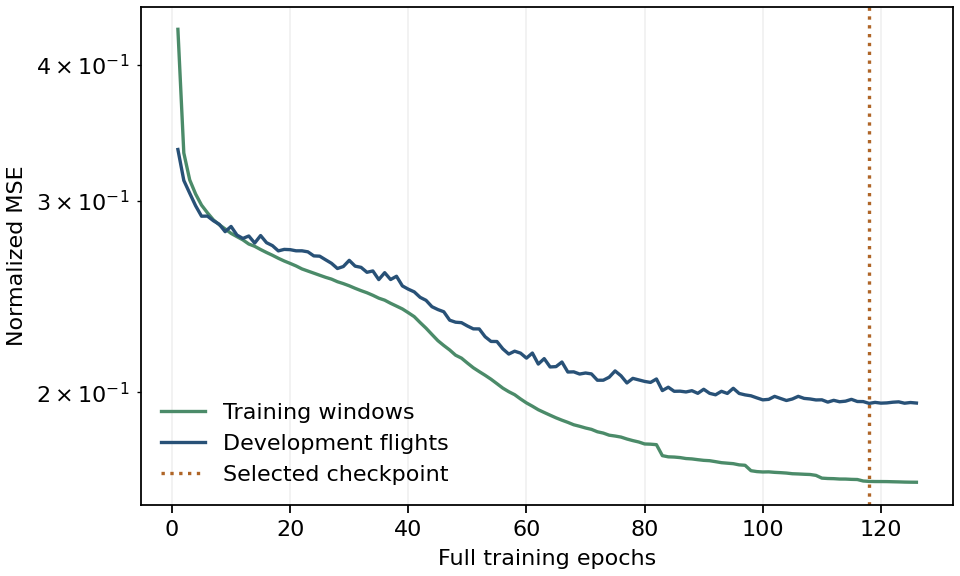 Normalized MSE
4 × 10⁻¹
3 × 10⁻¹
2 × 10⁻¹
Training windows
Development flights
Selected checkpoint
0 20 40 60 80 100 120
Full training epochs